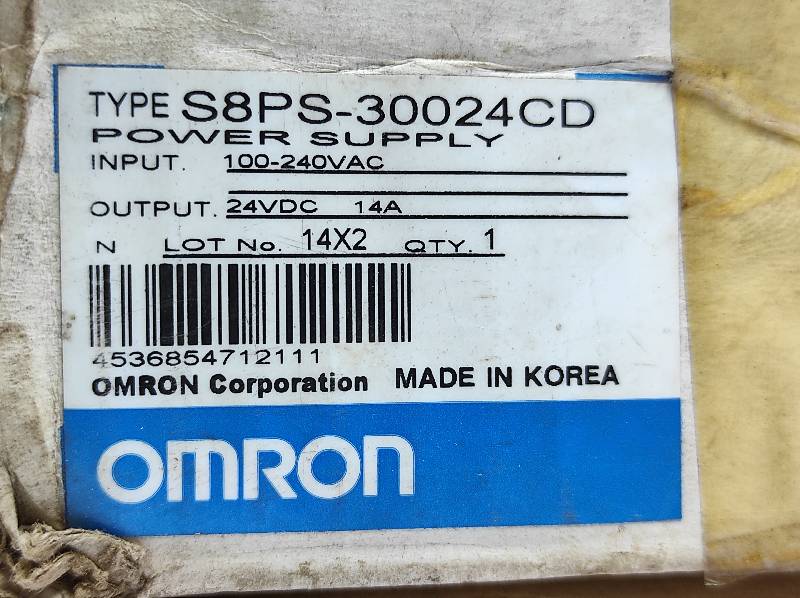 TYPE S8PS-30024CD
POWER SUPPLY
INPUT. 100-240VAC
OUTPUT. 24VDC 14A
N LOT No. 14X2 QTY. 1
4536854712111
OMRON Corporation MADE IN KOREA
OMRON